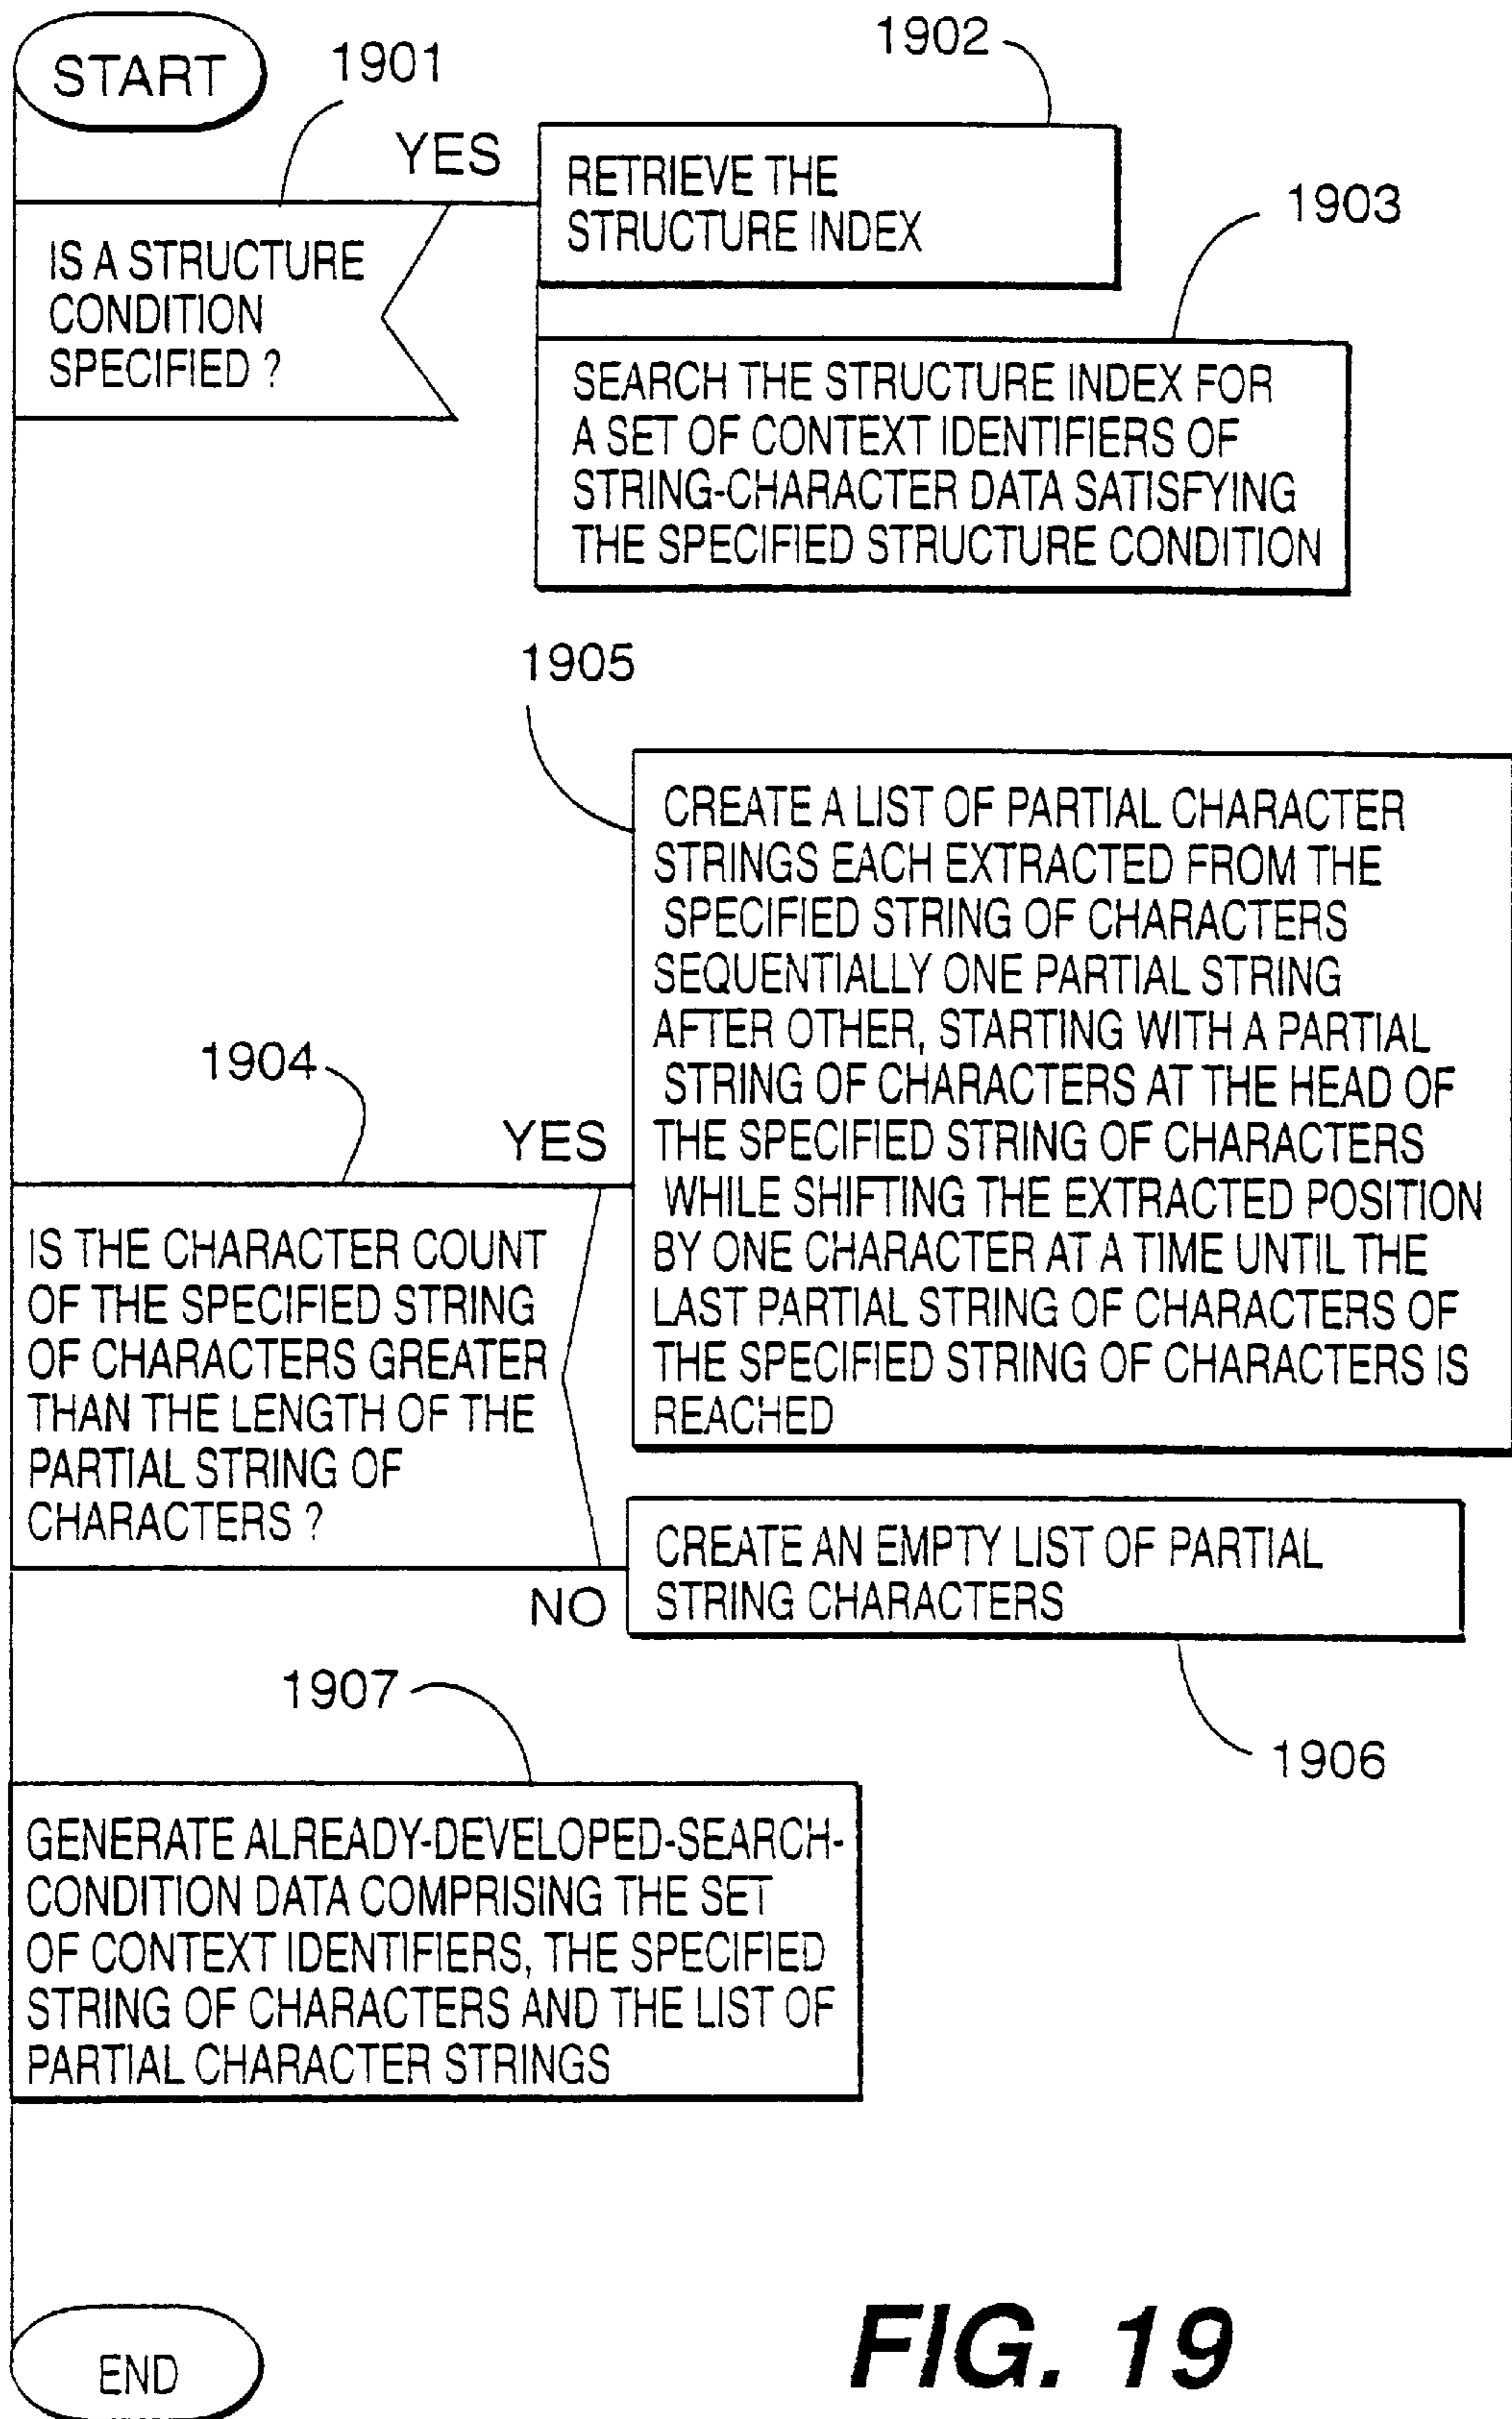 START
1901
YES
1902
RETRIEVE THE
STRUCTURE INDEX
1903
IS A STRUCTURE
CONDITION
SPECIFIED ?
SEARCH THE STRUCTURE INDEX FOR
A SET OF CONTEXT IDENTIFIERS OF
STRING-CHARACTER DATA SATISFYING
THE SPECIFIED STRUCTURE CONDITION
1905
CREATE A LIST OF PARTIAL CHARACTER
STRINGS EACH EXTRACTED FROM THE
SPECIFIED STRING OF CHARACTERS
SEQUENTIALLY ONE PARTIAL STRING
AFTER OTHER, STARTING WITH A PARTIAL
STRING OF CHARACTERS AT THE HEAD OF
THE SPECIFIED STRING OF CHARACTERS
WHILE SHIFTING THE EXTRACTED POSITION
BY ONE CHARACTER AT A TIME UNTIL THE
LAST PARTIAL STRING OF CHARACTERS OF
THE SPECIFIED STRING OF CHARACTERS IS
REACHED
1904
YES
IS THE CHARACTER COUNT
OF THE SPECIFIED STRING
OF CHARACTERS GREATER
THAN THE LENGTH OF THE
PARTIAL STRING OF
CHARACTERS ?
NO
CREATE AN EMPTY LIST OF PARTIAL
STRING CHARACTERS
1906
1907
GENERATE ALREADY-DEVELOPED-SEARCH-
CONDITION DATA COMPRISING THE SET
OF CONTEXT IDENTIFIERS, THE SPECIFIED
STRING OF CHARACTERS AND THE LIST OF
PARTIAL CHARACTER STRINGS
END
FIG. 19